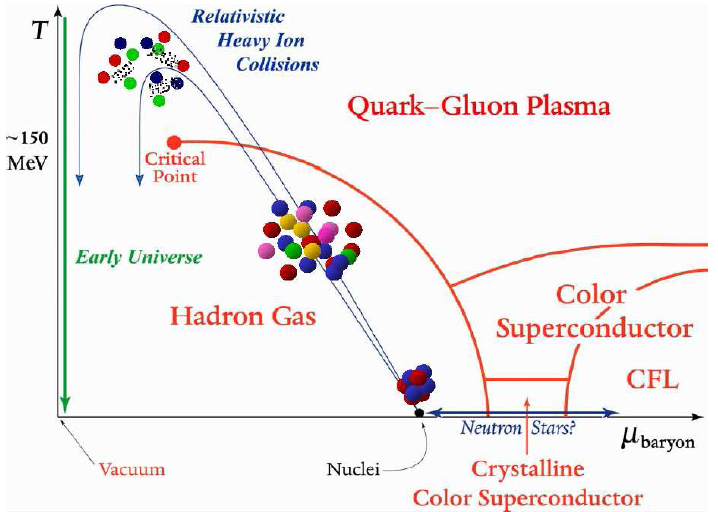 T
Relativistic
Heavy Ion
Collisions
Quark–Gluon Plasma
~150
MeV
Critical
Point
Early Universe
Hadron Gas
Color
Superconductor
CFL
Neutron Stars?
μbaryon
Vacuum
Nuclei
Crystalline
Color Superconductor